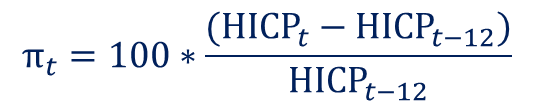 π_t = 100 * (HICP_t − HICP_{t−12}) / HICP_{t−12}